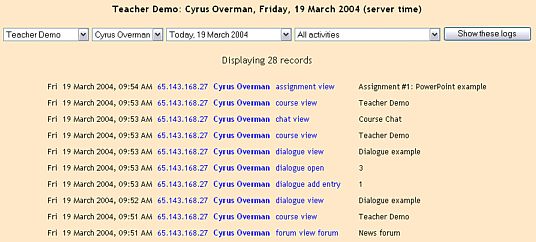 Teacher Demo: Cyrus Overman, Friday, 19 March 2004 (server time)
Teacher Demo Cyrus Overman Today, 19 March 2004 All activities Show these logs
Displaying 28 records
Fri 19 March 2004, 09:54 AM 65.143.168.27 Cyrus Overman assignment view Assignment #1: PowerPoint example
Fri 19 March 2004, 09:53 AM 65.143.168.27 Cyrus Overman course view Teacher Demo
Fri 19 March 2004, 09:53 AM 65.143.168.27 Cyrus Overman chat view Course Chat
Fri 19 March 2004, 09:53 AM 65.143.168.27 Cyrus Overman course view Teacher Demo
Fri 19 March 2004, 09:53 AM 65.143.168.27 Cyrus Overman dialogue view Dialogue example
Fri 19 March 2004, 09:53 AM 65.143.168.27 Cyrus Overman dialogue open 3
Fri 19 March 2004, 09:53 AM 65.143.168.27 Cyrus Overman dialogue add entry 1
Fri 19 March 2004, 09:52 AM 65.143.168.27 Cyrus Overman dialogue view Dialogue example
Fri 19 March 2004, 09:51 AM 65.143.168.27 Cyrus Overman course view Teacher Demo
Fri 19 March 2004, 09:51 AM 65.143.168.27 Cyrus Overman forum view forum News forum